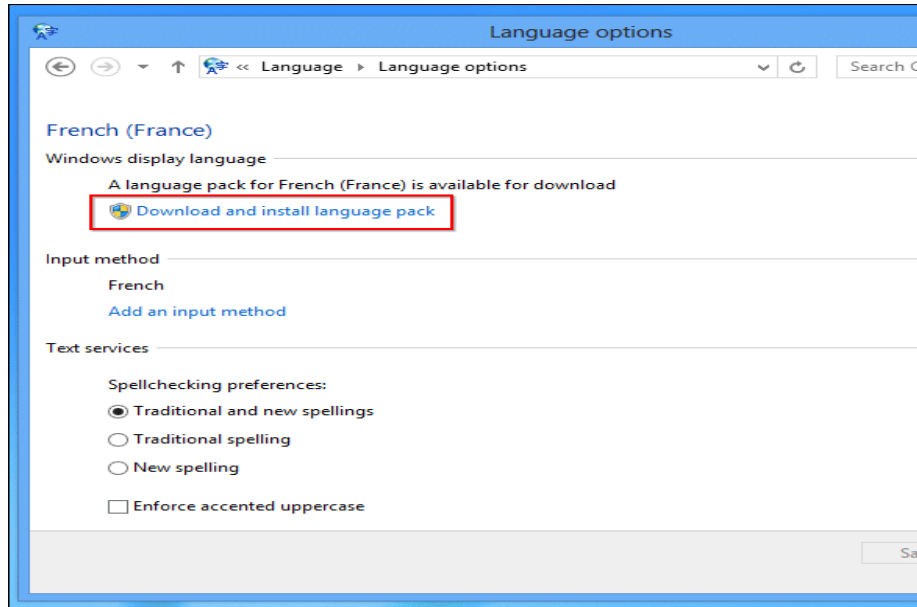 Language options
« Language ▸ Language options
Search
French (France)
Windows display language
A language pack for French (France) is available for download
Download and install language pack
Input method
French
Add an input method
Text services
Spellchecking preferences:
Traditional and new spellings
Traditional spelling
New spelling
Enforce accented uppercase